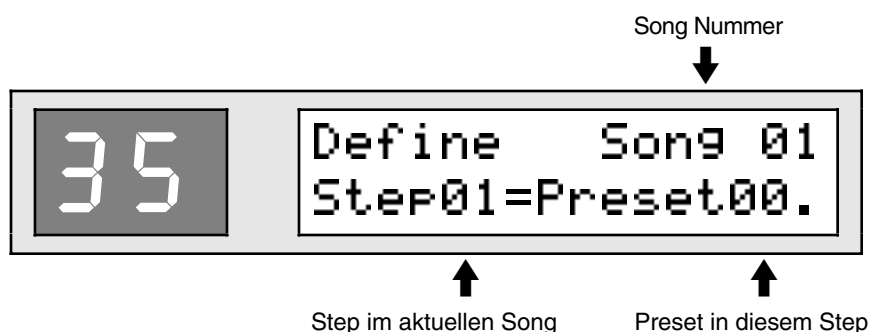 Song Nummer
35
Define Song 01
Step01=Preset00.
Step im aktuellen Song Preset in diesem Step